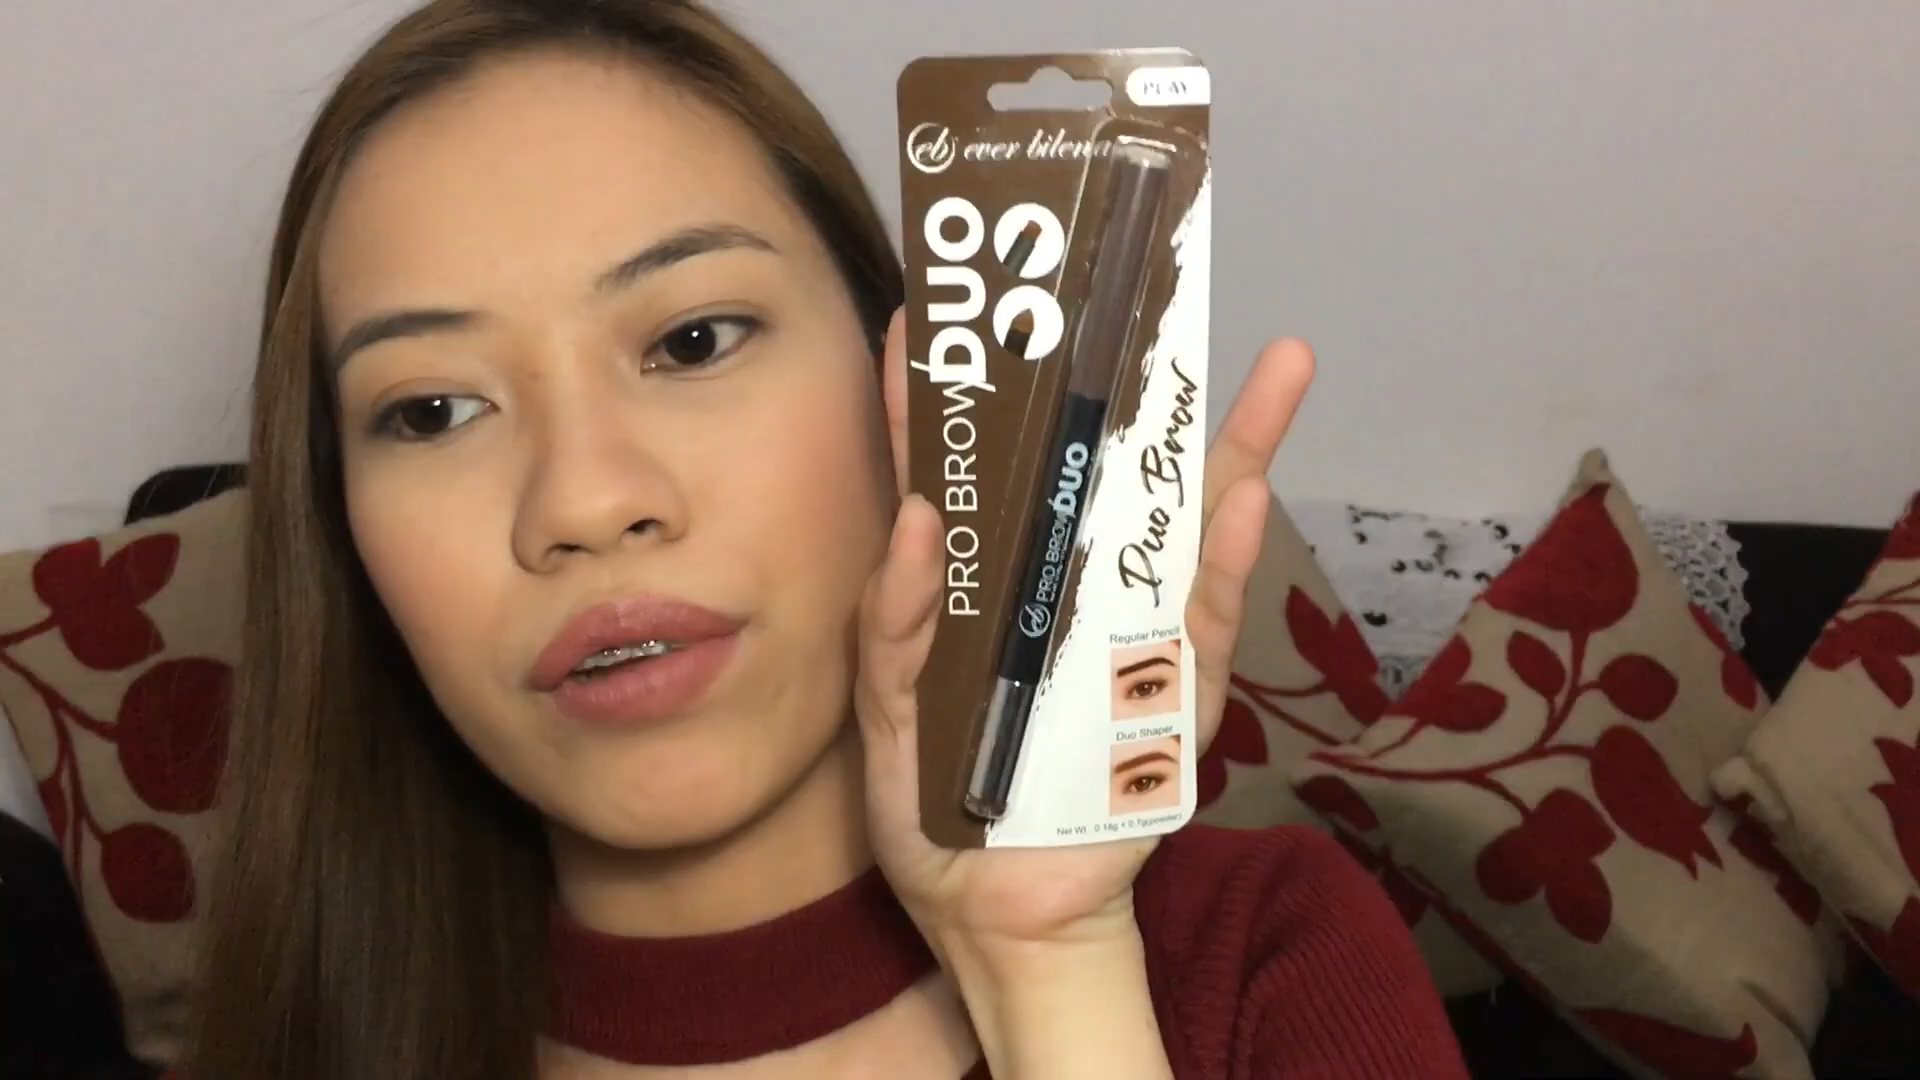 eb ever bilena
PRO BROW DUO
eb PRO BROW DUO
Duo Brow
Regular Pencil
Duo Shaper
Net Wt. 0.18g + 0.7g(powder)